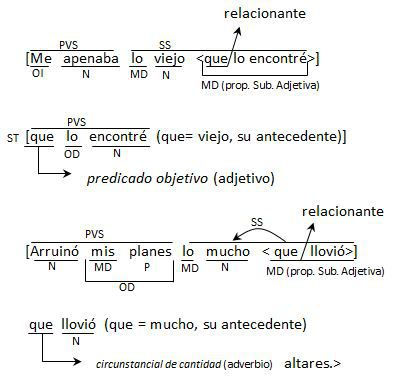 relacionante
PVS SS
[Me apenaba lo viejo <que/lo encontré>]
OI N MD N
MD (prop. Sub. Adjetiva)
PVS
ST [que lo encontré (que= viejo, su antecedente)]
OD N
predicado objetivo (adjetivo)
relacionante
PVS SS
[Arruinó mis planes lo mucho < que/ llovió>]
N MD P MD N
MD (prop. Sub. Adjetiva)
OD
que llovió (que = mucho, su antecedente)
N
circunstancial de cantidad (adverbio) altares.>